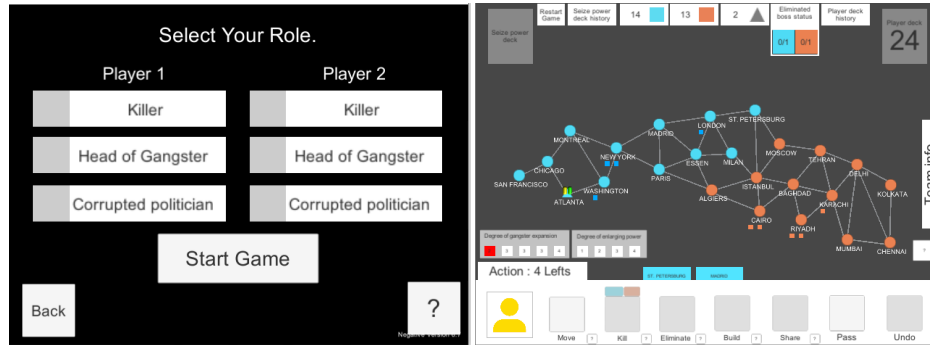 Select Your Role.
Player 1
Player 2
Killer
Killer
Head of Gangster
Head of Gangster
Corrupted politician
Corrupted politician
Start Game
Back
?
Seize power
deck
Restart
Game
Seize power
deck history
14
13
2
Eliminated
boss status
0/1
0/1
Player deck
history
Player deck
24
ST. PETERSBURG
LONDON
MADRID
MONTREAL
MOSCOW
NEW YORK
ESSEN
MILAN
TEHRAN
CHICAGO
PARIS
DELHI
SAN FRANCISCO
WASHINGTON
ISTANBUL
BAGHDAD
KOLKATA
ATLANTA
ALGIERS
KARACHI
CAIRO
RIYADH
MUMBAI
CHENNAI
Team info
Degree of gangster expansion
2 3 4
Degree of enlarging power
1 2 3 4
Action : 4 Lefts
ST. PETERSBURG
MADRID
Move
?
Kill
?
Eliminate
?
Build
?
Share
?
Pass
Undo